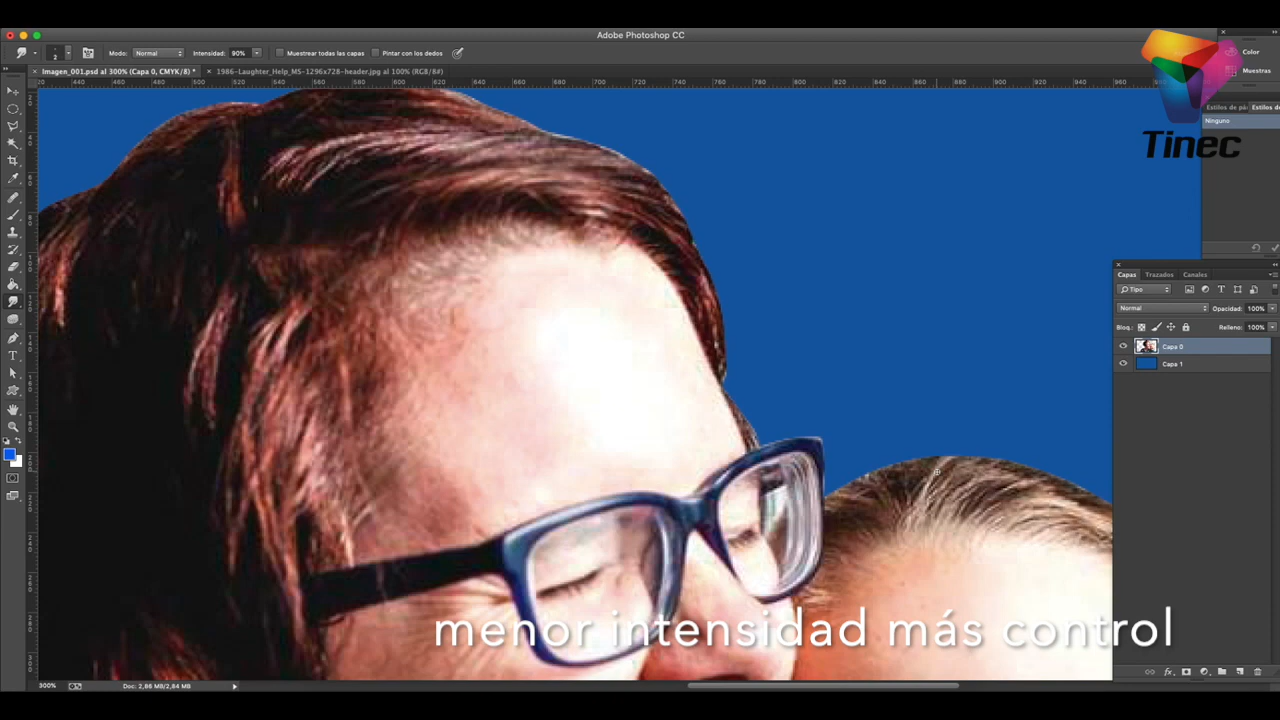 Adobe Photoshop CC
2
Modo: Normal Intensidad: 90% Muestrear todas las capas Pintar con los dedos
Imagen_001.psd al 300% (Capa 0, CMYK/8) * 1986-Laughter_Help_MS-1296x728-header.jpg al 100% (RGB/8#)
Color
Muestras
Tinec
Estilos de pá Estilos de
Ninguno
Capas Trazados Canales
Tipo
Normal Opacidad: 100%
Bloq.: Relleno: 100%
Capa 0
Capa 1
menor intensidad más control
300% Doc: 2,86 MB/2,84 MB